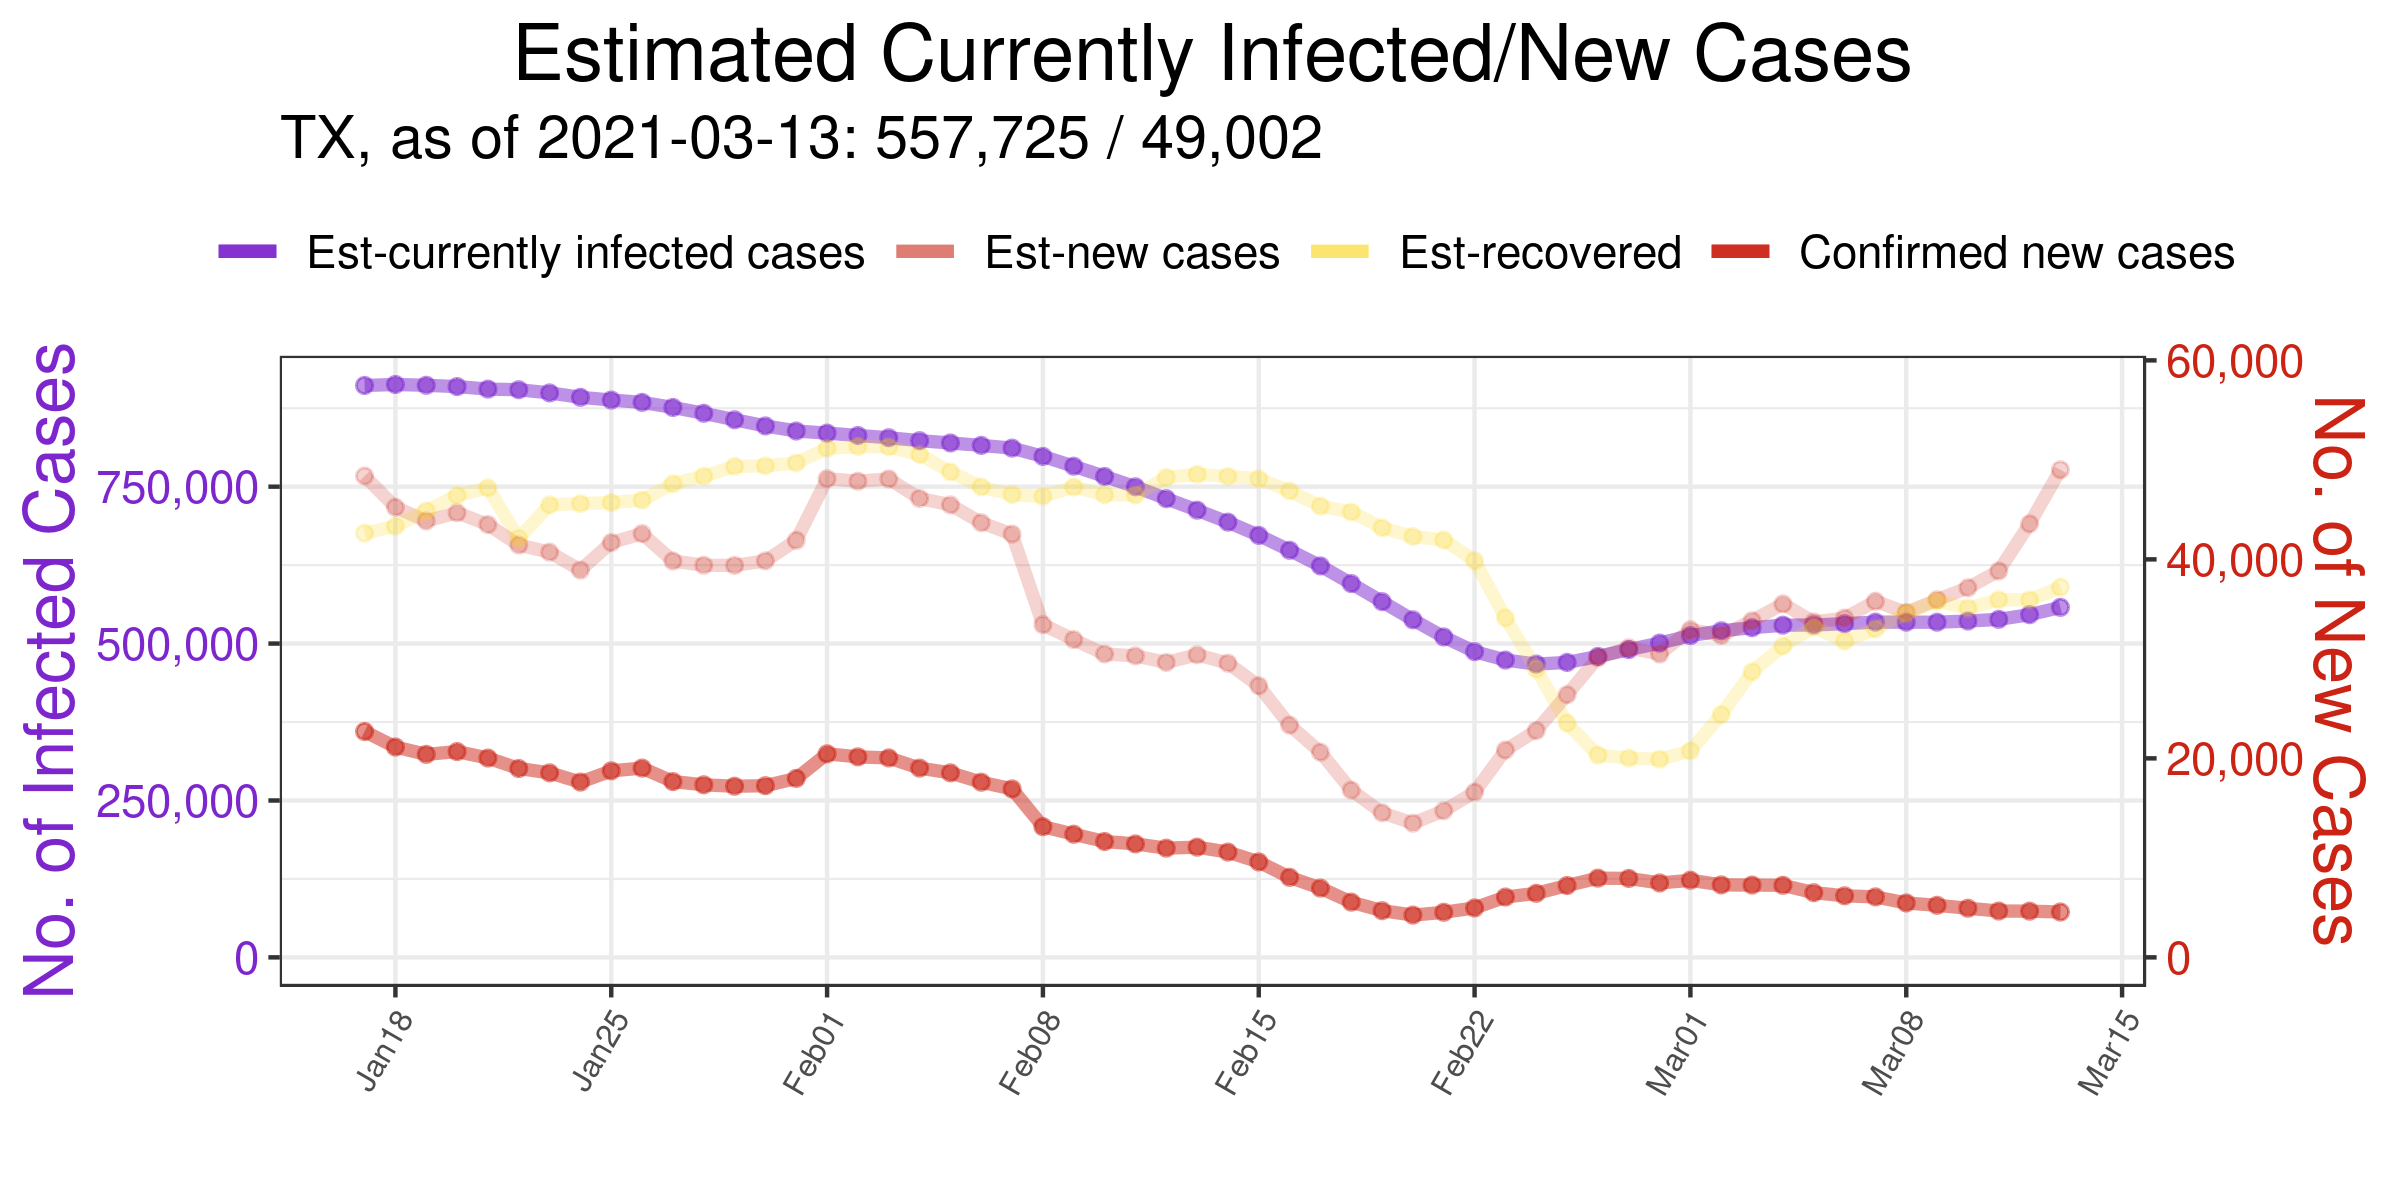 Estimated Currently Infected/New Cases
TX, as of 2021-03-13: 557,725 / 49,002
Est-currently infected cases Est-new cases Est-recovered Confirmed new cases
No. of Infected Cases
750,000
500,000
250,000
0
60,000
40,000
20,000
0
No. of New Cases
Jan18 Jan25 Feb01 Feb08 Feb15 Feb22 Mar01 Mar08 Mar15